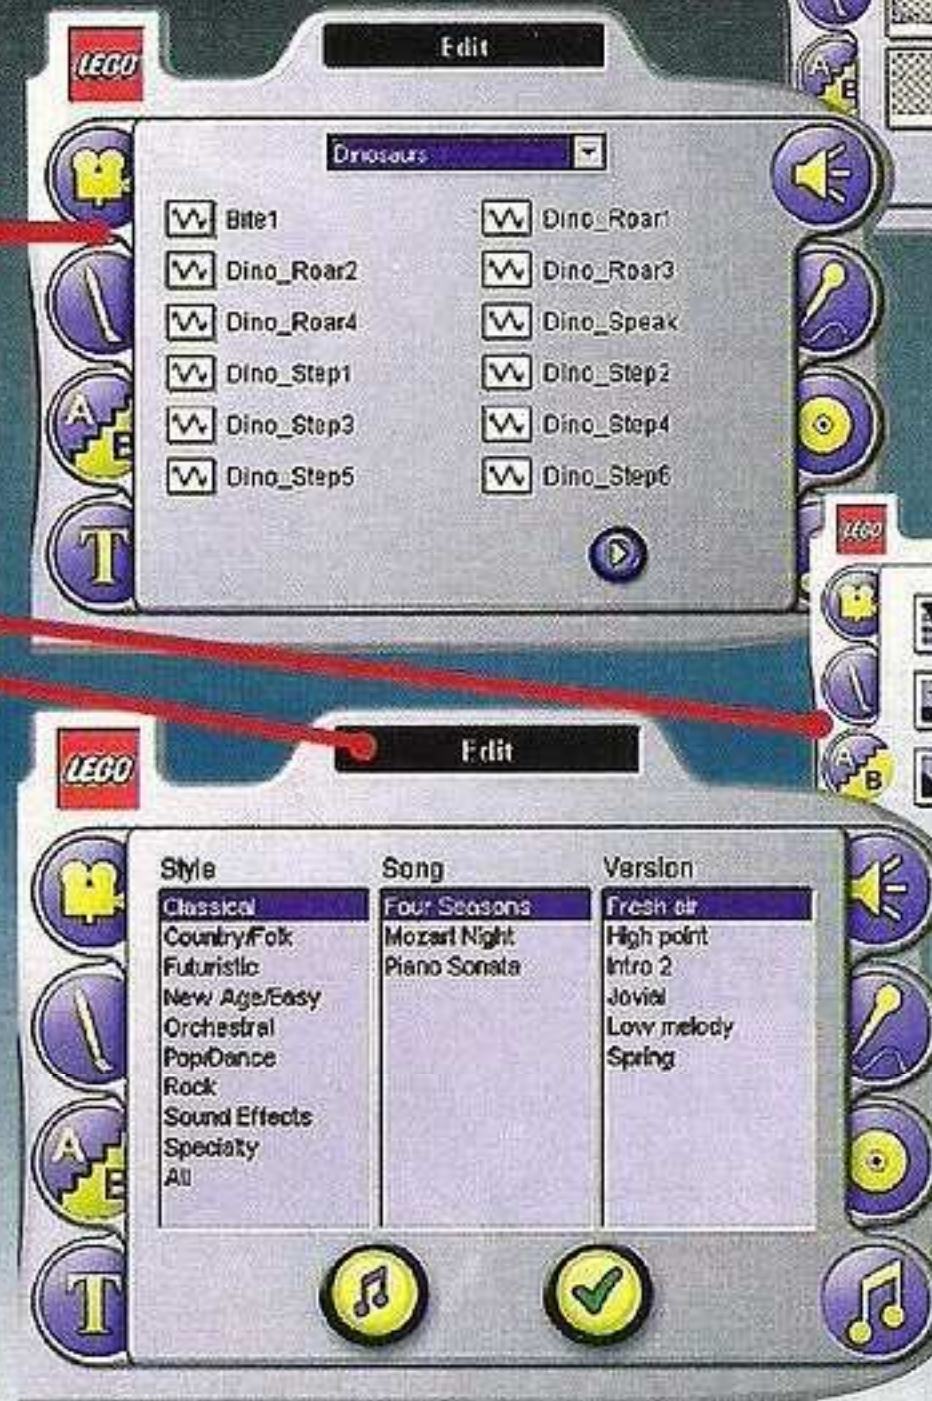 LEGO
Edit
A
B
Dinosaurs
Bite1 Dino_Roar1
Dino_Roar2 Dino_Roar3
Dino_Roar4 Dino_Speak
Dino_Step1 Dino_Step2
Dino_Step3 Dino_Step4
Dino_Step5 Dino_Step6
A
B
T
LEGO
A
B
LEGO
Edit
Style
Classical
Country/Folk
Futuristic
New Age/Easy
Orchestral
Pop/Dance
Rock
Sound Effects
Specialty
All
Song
Four Seasons
Mozart Night
Piano Sonata
Version
Fresh air
High point
Intro 2
Jovial
Low melody
Spring
A
B
T